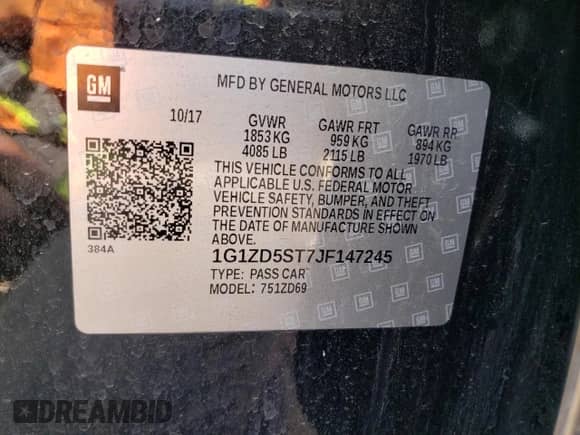 GM
MFD BY GENERAL MOTORS LLC
10/17 GVWR GAWR FRT GAWR RR
1853 KG 959 KG 894 KG
4085 LB 2115 LB 1970 LB
THIS VEHICLE CONFORMS TO ALL
APPLICABLE U.S. FEDERAL MOTOR
VEHICLE SAFETY, BUMPER, AND THEFT
PREVENTION STANDARDS IN EFFECT ON
THE DATE OF MANUFACTURE SHOWN
ABOVE.
384A
1G1ZD5ST7JF147245
TYPE: PASS CAR
MODEL: 751ZD69
DREAMBID